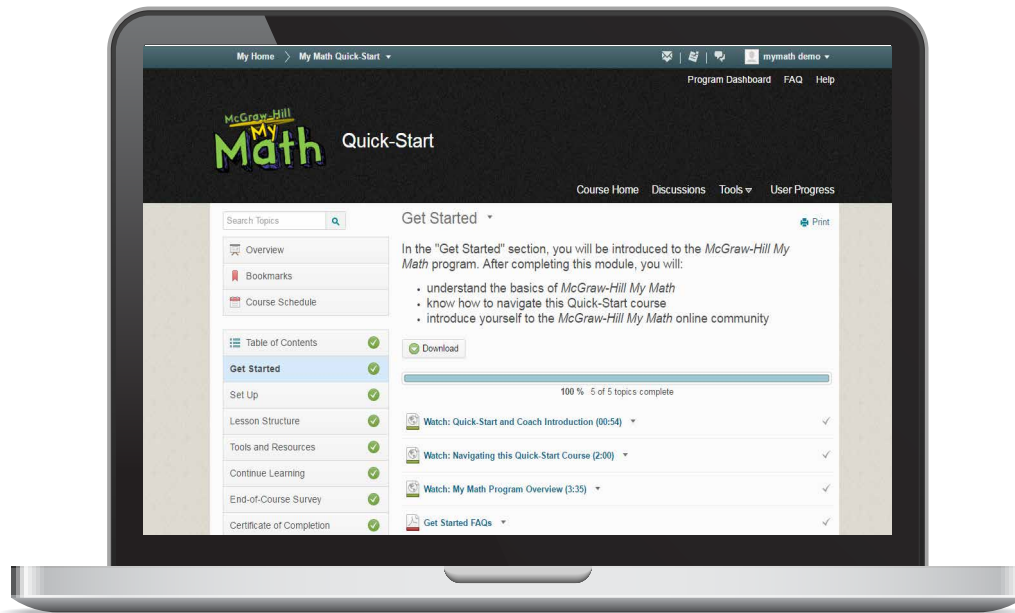 My Home
My Math Quick-Start
mymath demo
Program Dashboard FAQ Help
McGraw-Hill
My
Math
Quick-Start
Course Home Discussions Tools User Progress
Search Topics
Overview
Bookmarks
Course Schedule
Table of Contents
Get Started
Set Up
Lesson Structure
Tools and Resources
Continue Learning
End-of-Course Survey
Certificate of Completion
Get Started
Print
In the "Get Started" section, you will be introduced to the McGraw-Hill My
Math program. After completing this module, you will:
• understand the basics of McGraw-Hill My Math
• know how to navigate this Quick-Start course
• introduce yourself to the McGraw-Hill My Math online community
Download
100 % 5 of 5 topics complete
Watch: Quick-Start and Coach Introduction (00:54)
Watch: Navigating this Quick-Start Course (2:00)
Watch: My Math Program Overview (3:35)
Get Started FAQs